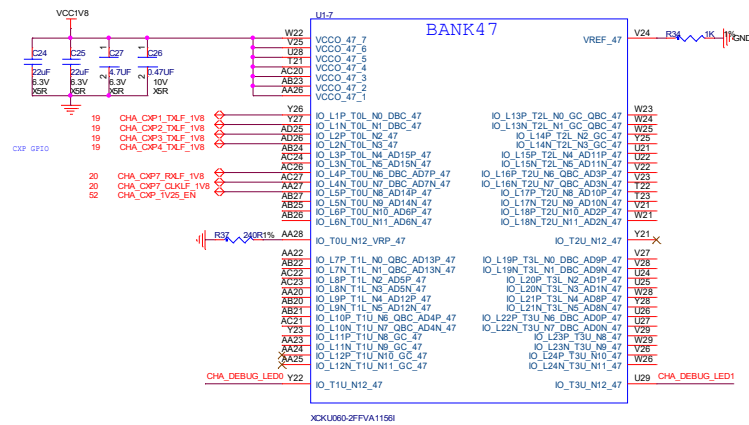 VCC1V8
U1-7
BANK47
C24
22uF
6.3V
X5R
C25
22uF
6.3V
X5R
C27
4.7UF
6.3V
X5R
1
2
C26
0.47UF
10V
X5R
1
2
W22 VCCO_47_7
V25 VCCO_47_6
U28 VCCO_47_5
T21 VCCO_47_4
AC20 VCCO_47_3
AB23 VCCO_47_2
AA26 VCCO_47_1
VREF_47 V24
R34 1K 1% GND
CXP GPIO
19 CHA_CXP1_TXLF_1V8 Y26 IO_L1P_T0L_N0_DBC_47
19 CHA_CXP2_TXLF_1V8 Y27 IO_L1N_T0L_N1_DBC_47
19 CHA_CXP3_TXLF_1V8 AD25 IO_L2P_T0L_N2_47
19 CHA_CXP4_TXLF_1V8 AD26 IO_L2N_T0L_N3_47
AB24 IO_L3P_T0L_N4_AD15P_47
AC24 IO_L3N_T0L_N5_AD15N_47
20 CHA_CXP7_RXLF_1V8 AC26 IO_L4P_T0U_N6_DBC_AD7P_47
20 CHA_CXP7_CLKLF_1V8 AC27 IO_L4N_T0U_N7_DBC_AD7N_47
52 CHA_CXP_1V25_EN AA27 IO_L5P_T0U_N8_AD14P_47
AB27 IO_L5N_T0U_N9_AD14N_47
AB25 IO_L6P_T0U_N10_AD6P_47
AB26 IO_L6N_T0U_N11_AD6N_47
R37 240R1% AA28 IO_T0U_N12_VRP_47
AA22 IO_L7P_T1L_N0_QBC_AD13P_47
AB22 IO_L7N_T1L_N1_QBC_AD13N_47
AC22 IO_L8P_T1L_N2_AD5P_47
AC23 IO_L8N_T1L_N3_AD5N_47
AA20 IO_L9P_T1L_N4_AD12P_47
AB20 IO_L9N_T1L_N5_AD12N_47
AB21 IO_L10P_T1U_N6_QBC_AD4P_47
AC21 IO_L10N_T1U_N7_QBC_AD4N_47
Y23 IO_L11P_T1U_N8_GC_47
AA23 IO_L11N_T1U_N9_GC_47
AA24 IO_L12P_T1U_N10_GC_47
AA25 IO_L12N_T1U_N11_GC_47
CHA_DEBUG_LED0 Y22 IO_T1U_N12_47
IO_L13P_T2L_N0_GC_QBC_47 W23
IO_L13N_T2L_N1_GC_QBC_47 W24
IO_L14P_T2L_N2_GC_47 W25
IO_L14N_T2L_N3_GC_47 Y25
IO_L15P_T2L_N4_AD11P_47 U21
IO_L15N_T2L_N5_AD11N_47 U22
IO_L16P_T2U_N6_QBC_AD3P_47 V22
IO_L16N_T2U_N7_QBC_AD3N_47 V23
IO_L17P_T2U_N8_AD10P_47 T22
IO_L17N_T2U_N9_AD10N_47 T23
IO_L18P_T2U_N10_AD2P_47 V21
IO_L18N_T2U_N11_AD2N_47 W21
IO_T2U_N12_47 Y21
IO_L19P_T3L_N0_DBC_AD9P_47 V27
IO_L19N_T3L_N1_DBC_AD9N_47 V28
IO_L20P_T3L_N2_AD1P_47 U24
IO_L20N_T3L_N3_AD1N_47 U25
IO_L21P_T3L_N4_AD8P_47 W28
IO_L21N_T3L_N5_AD8N_47 Y28
IO_L22P_T3U_N6_DBC_AD0P_47 U26
IO_L22N_T3U_N7_DBC_AD0N_47 U27
IO_L23P_T3U_N8_47 V29
IO_L23N_T3U_N9_47 W29
IO_L24P_T3U_N10_47 V26
IO_L24N_T3U_N11_47 W26
IO_T3U_N12_47 U29 CHA_DEBUG_LED1
XCKU060-2FFVA1156I